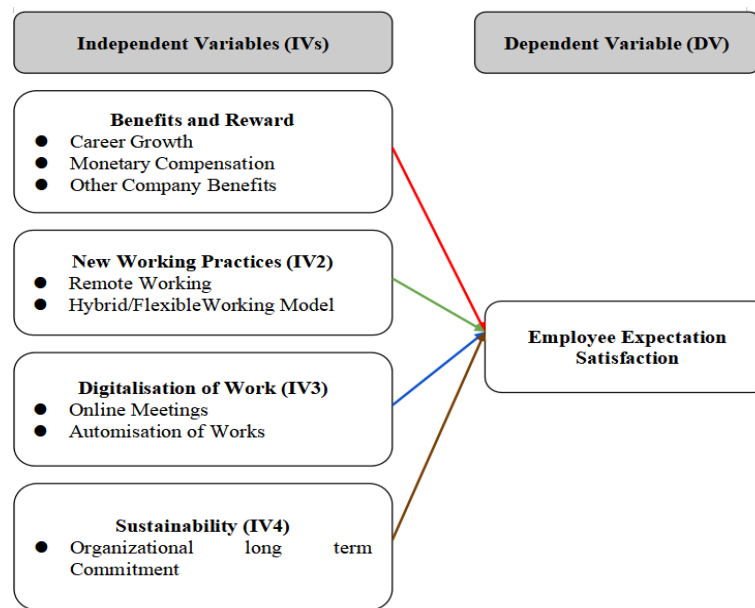 Independent Variables (IVs)
Dependent Variable (DV)
Benefits and Reward
● Career Growth
● Monetary Compensation
● Other Company Benefits
New Working Practices (IV2)
● Remote Working
● Hybrid/FlexibleWorking Model
Employee Expectation
Satisfaction
Digitalisation of Work (IV3)
● Online Meetings
● Automisation of Works
Sustainability (IV4)
● Organizational long term
Commitment